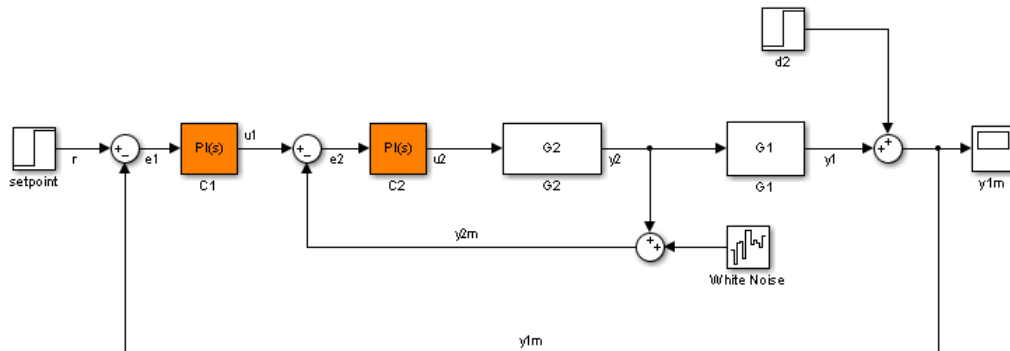 d2
setpoint
r
+
−
e1
PI(s)
C1
u1
+
−
e2
PI(s)
C2
u2
G2
G2
y2
G1
G1
y1
+
+
y1m
y2m
+
+
White Noise
y1m